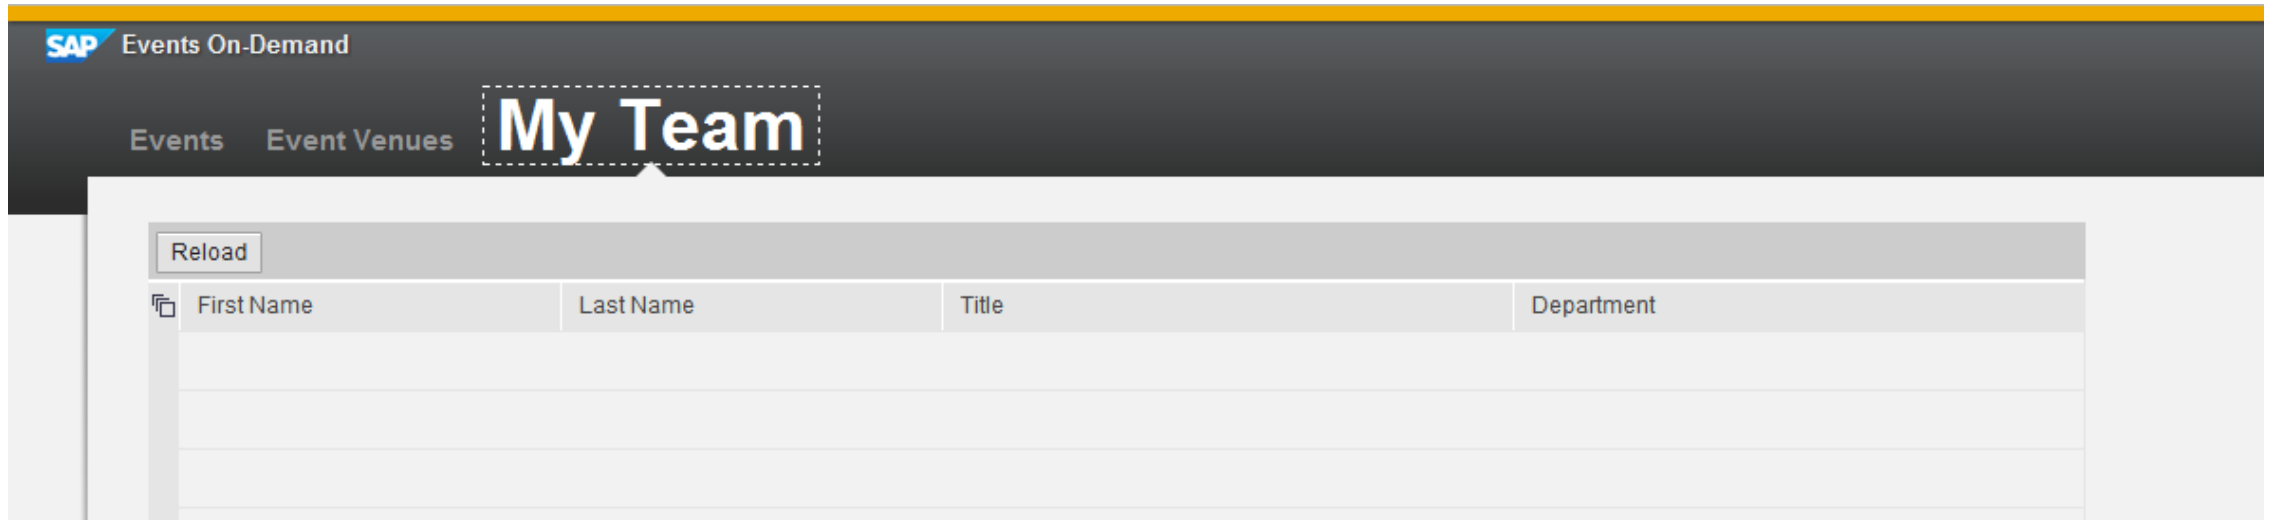 SAP Events On-Demand
Events Event Venues My Team
Reload
First Name Last Name Title Department